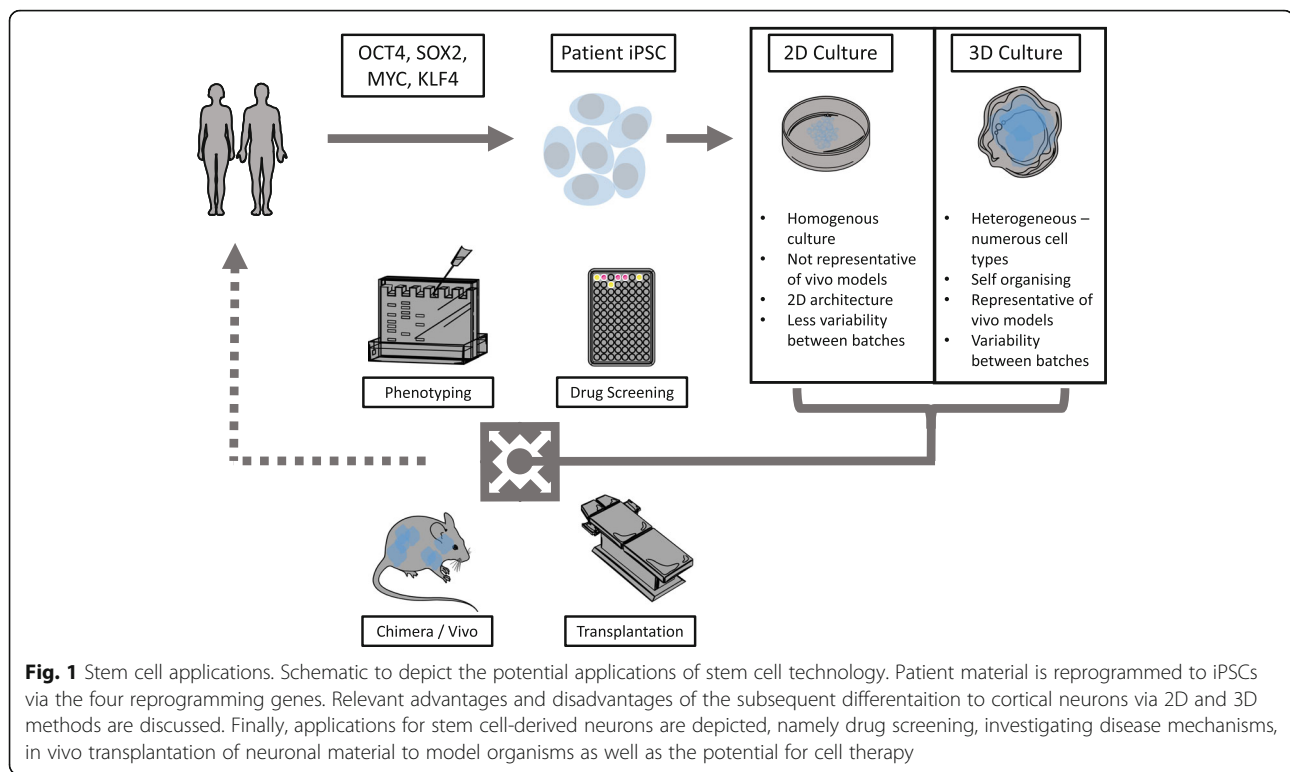 OCT4, SOX2,
MYC, KLF4
Patient iPSC
2D Culture
3D Culture
• Homogenous
culture
• Not representative
of vivo models
• 2D architecture
• Less variability
between batches
• Heterogeneous –
numerous cell
types
• Self organising
• Representative of
vivo models
• Variability
between batches
Phenotyping
Drug Screening
Chimera / Vivo
Transplantation
Fig. 1 Stem cell applications. Schematic to depict the potential applications of stem cell technology. Patient material is reprogrammed to iPSCs
via the four reprogramming genes. Relevant advantages and disadvantages of the subsequent differentaition to cortical neurons via 2D and 3D
methods are discussed. Finally, applications for stem cell-derived neurons are depicted, namely drug screening, investigating disease mechanisms,
in vivo transplantation of neuronal material to model organisms as well as the potential for cell therapy